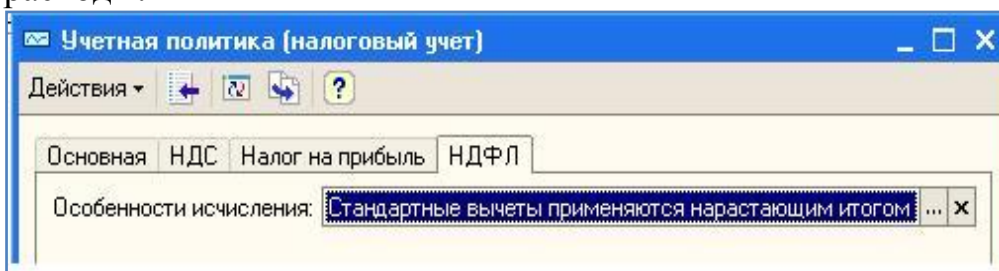 Учетная политика (налоговый учет)
Действия
Основная НДС Налог на прибыль НДФЛ
Особенности исчисления: Стандартные вычеты применяются нарастающим итогом ... x